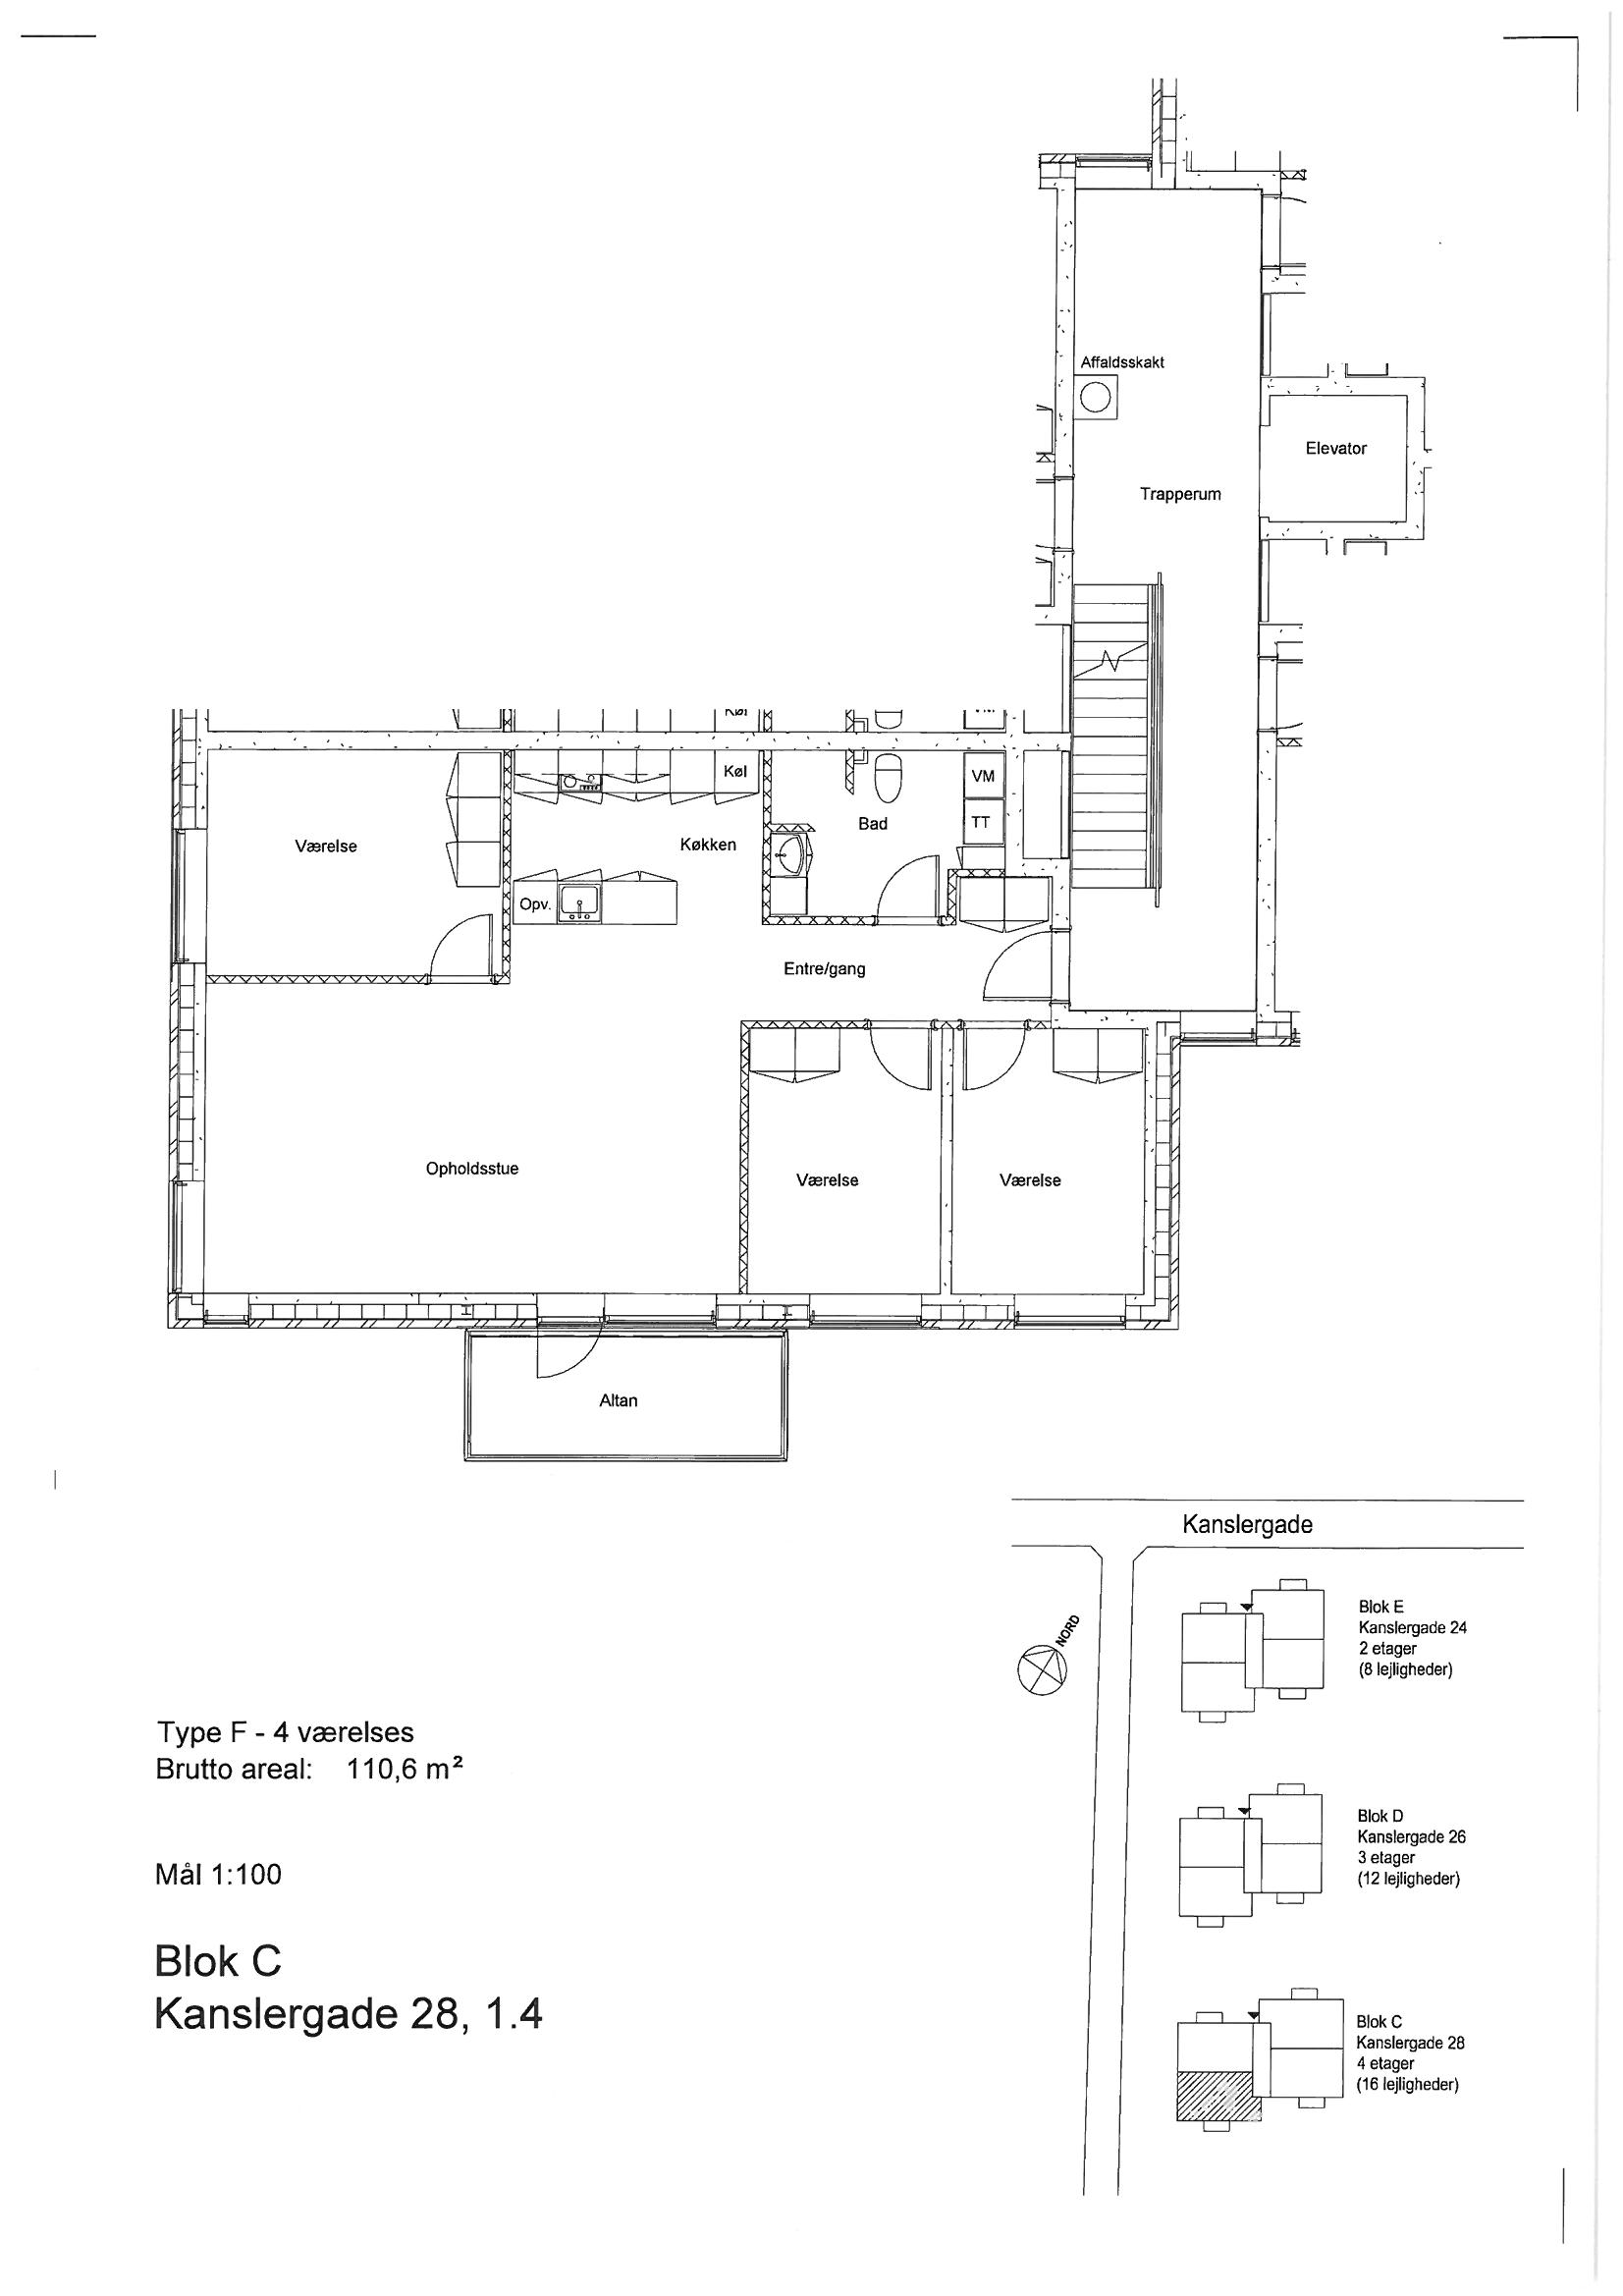 Affaldsskakt
Elevator
Trapperum
Køl
Køl
VM
VM
Værelse
Køkken
Bad
TT
Opv.
Entre/gang
Opholdsstue
Værelse
Værelse
Altan
Kanslergade
NORD
Blok E
Kanslergade 24
2 etager
(8 lejligheder)
Blok D
Kanslergade 26
3 etager
(12 lejligheder)
Blok C
Kanslergade 28
4 etager
(16 lejligheder)
Type F - 4 værelses
Brutto areal: 110,6 m²
Mål 1:100
Blok C
Kanslergade 28, 1.4